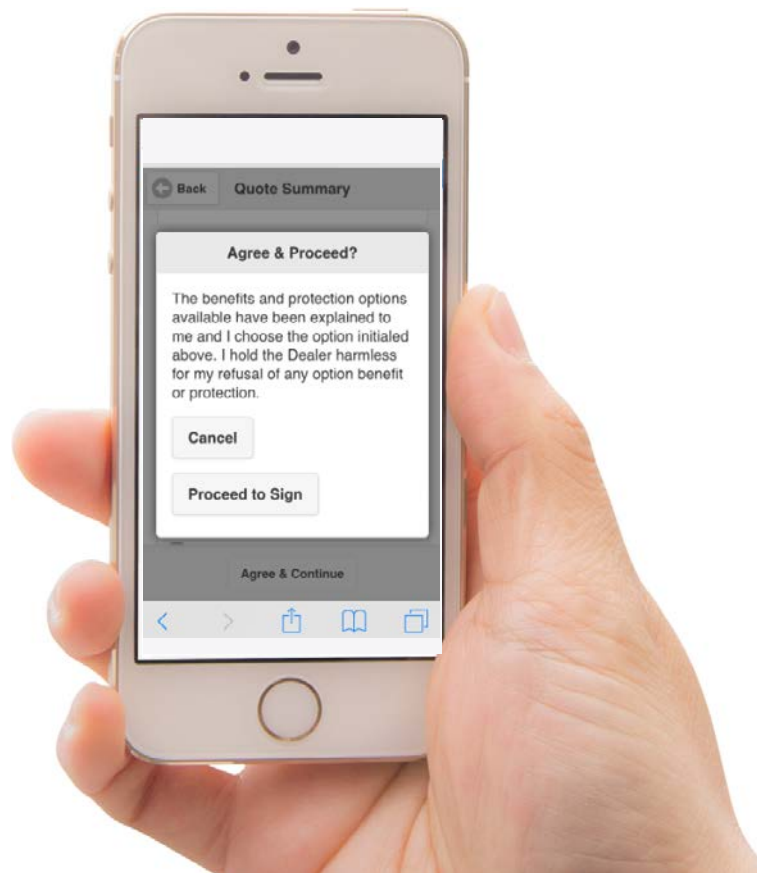 Back Quote Summary
Agree & Proceed?
The benefits and protection options
available have been explained to
me and I choose the option initialed
above. I hold the Dealer harmless
for my refusal of any option benefit
or protection.
Cancel
Proceed to Sign
Agree & Continue